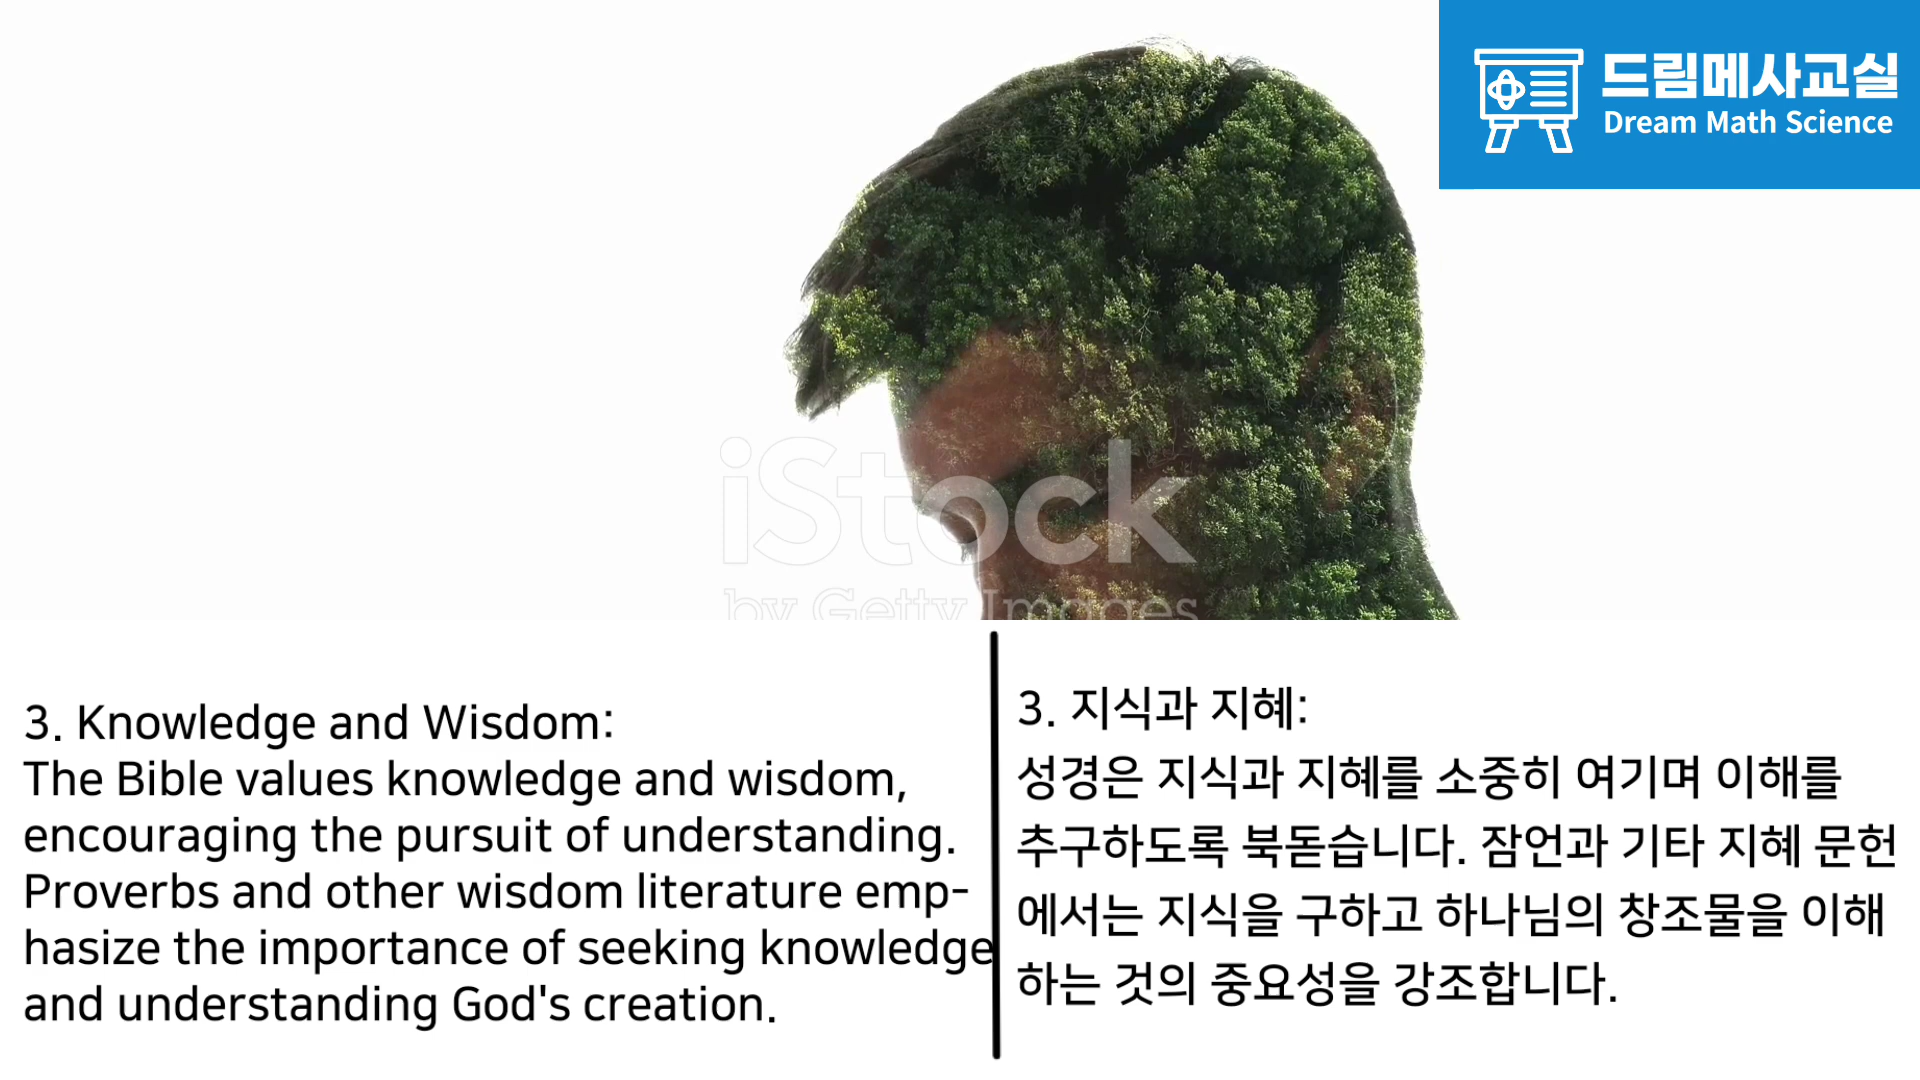 드림메사교실
Dream Math Science
iStock
by Getty Images
3. Knowledge and Wisdom:
The Bible values knowledge and wisdom,
encouraging the pursuit of understanding.
Proverbs and other wisdom literature emp-
hasize the importance of seeking knowledge
and understanding God's creation.
3. 지식과 지혜:
성경은 지식과 지혜를 소중히 여기며 이해를
추구하도록 북돋습니다. 잠언과 기타 지혜 문헌
에서는 지식을 구하고 하나님의 창조물을 이해
하는 것의 중요성을 강조합니다.